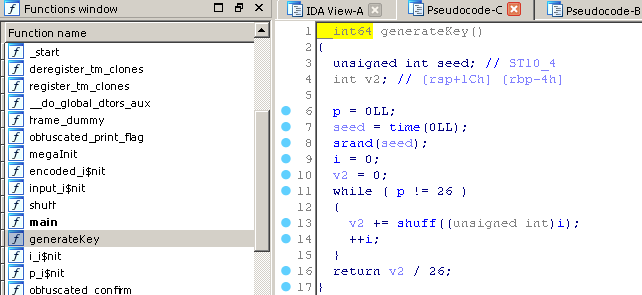 Functions window
Function name
_start
deregister_tm_clones
register_tm_clones
__do_global_dtors_aux
frame_dummy
obfuscated_print_flag
megaInit
encoded_i$nit
input_i$nit
shuff
main
generateKey
i_i$nit
p_i$nit
obfuscated_confirm
IDA View-A
Pseudocode-C
Pseudocode-B
1 __int64 generateKey()
2 {
3 unsigned int seed; // ST10_4
4 int v2; // [rsp+1Ch] [rbp-4h]
5
6 p = 0LL;
7 seed = time(0LL);
8 srand(seed);
9 i = 0;
10 v2 = 0;
11 while ( p != 26 )
12 {
13 v2 += shuff((unsigned int)i);
14 ++i;
15 }
16 return v2 / 26;
17 }